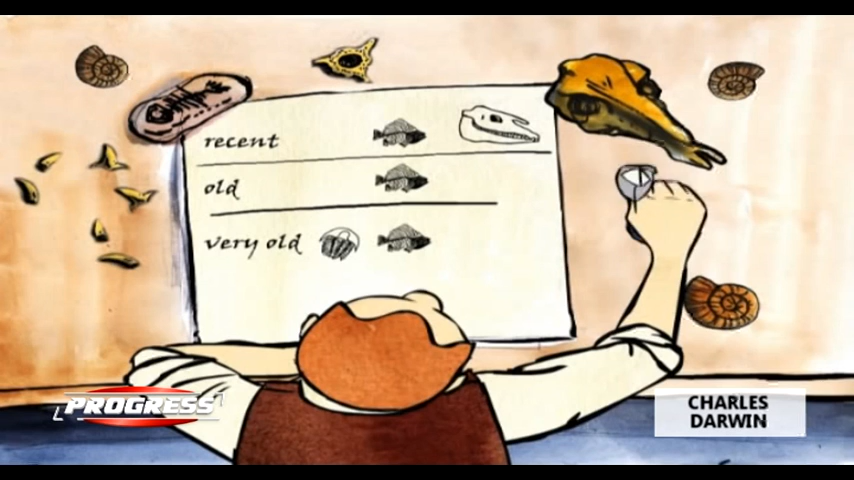 recent
old
very old
PROGRESS
CHARLES
DARWIN